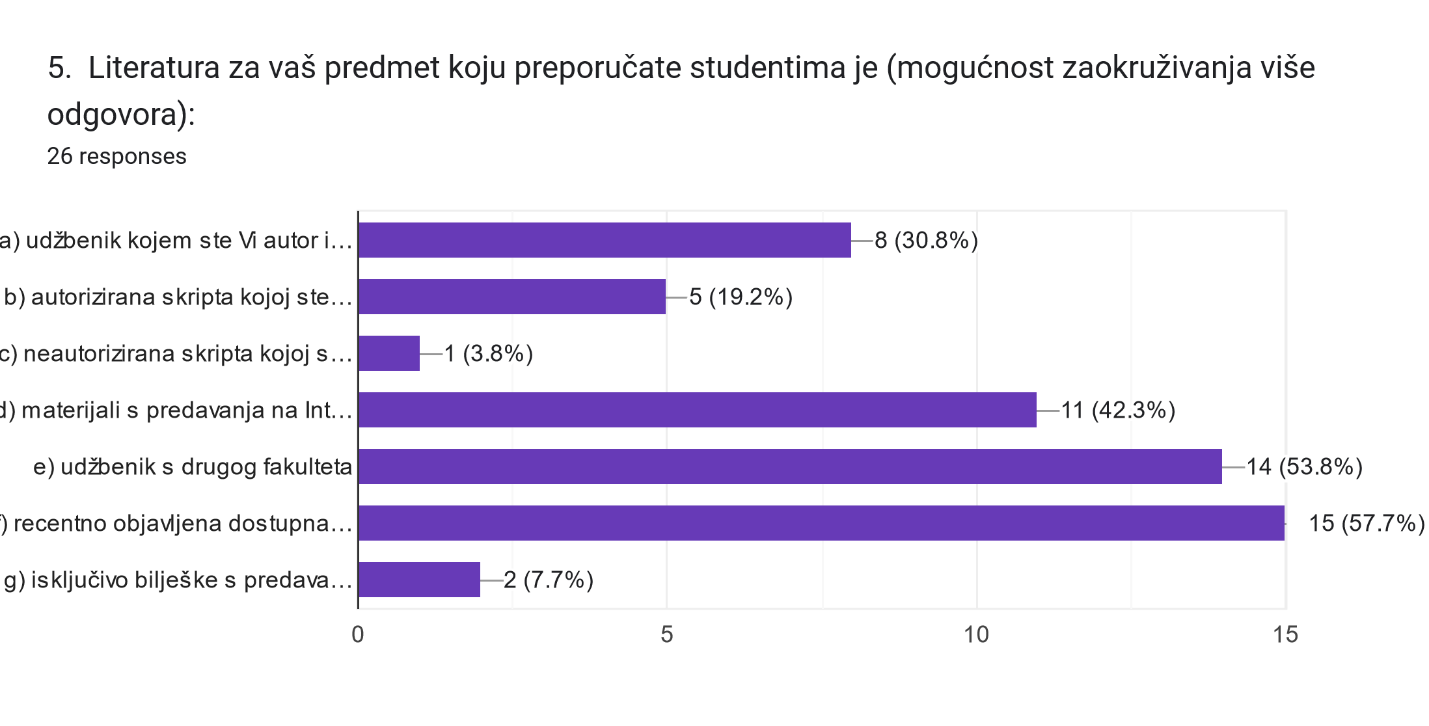 5. Literatura za vaš predmet koju preporučate studentima je (mogućnost zaokruživanja više
odgovora):
26 responses
a) udžbenik kojem ste Vi autor i… 8 (30.8%)
b) autorizirana skripta kojoj ste… 5 (19.2%)
c) neautorizirana skripta kojoj s… 1 (3.8%)
d) materijali s predavanja na Int… 11 (42.3%)
e) udžbenik s drugog fakulteta 14 (53.8%)
f) recentno objavljena dostupna… 15 (57.7%)
g) isključivo bilješke s predava… 2 (7.7%)
0 5 10 15